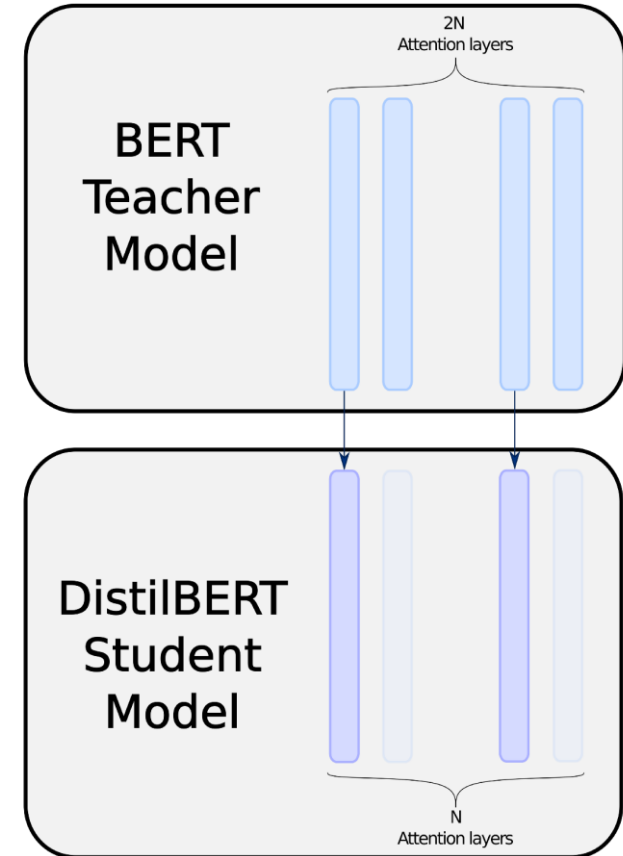 2N
Attention layers
BERT
Teacher
Model
DistilBERT
Student
Model
N
Attention layers